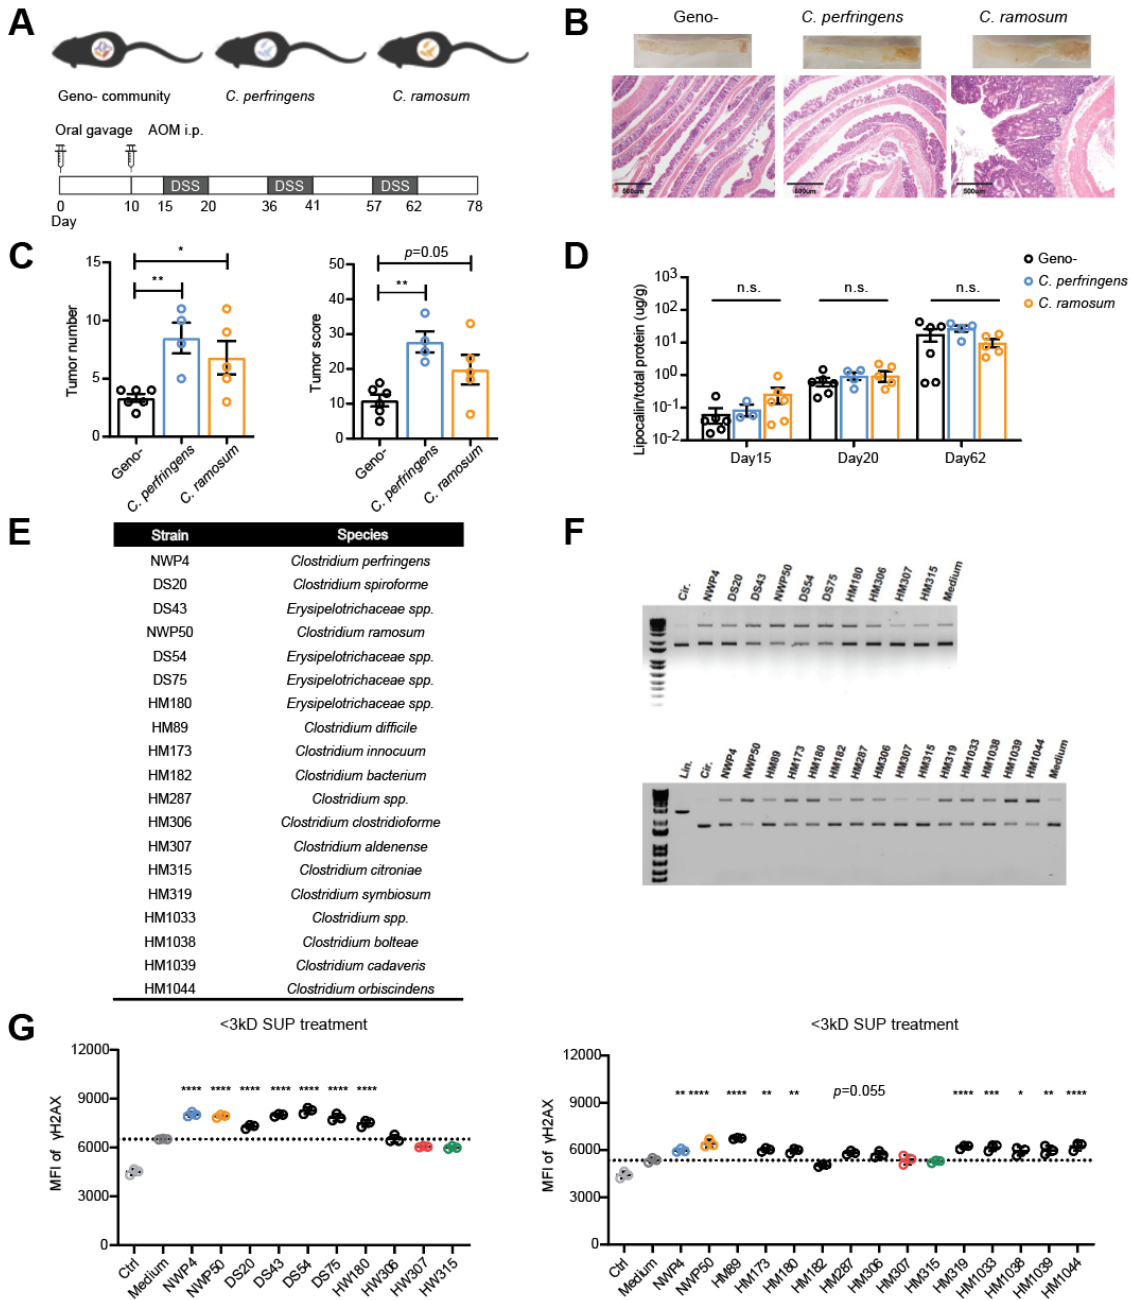 A
Geno- community
C. perfringens
C. ramosum
Oral gavage
AOM i.p.
DSS
DSS
DSS
0
10
15
20
36
41
57
62
78
Day
B
Geno-
C. perfringens
C. ramosum
500um
500um
500um
C
Tumor number
15
10
5
0
**
*
Geno-
C. perfringens
C. ramosum
Tumor score
50
40
30
20
10
0
**
p=0.05
Geno-
C. perfringens
C. ramosum
D
Lipocalin/total protein (ug/g)
10³
10²
10¹
10⁰
10⁻¹
10⁻²
n.s.
n.s.
n.s.
Day15
Day20
Day62
Geno-
C. perfringens
C. ramosum
E
Strain Species
NWP4 Clostridium perfringens
DS20 Clostridium spiroforme
DS43 Erysipelotrichaceae spp.
NWP50 Clostridium ramosum
DS54 Erysipelotrichaceae spp.
DS75 Erysipelotrichaceae spp.
HM180 Erysipelotrichaceae spp.
HM89 Clostridium difficile
HM173 Clostridium innocuum
HM182 Clostridium bacterium
HM287 Clostridium spp.
HM306 Clostridium clostridioforme
HM307 Clostridium aldenense
HM315 Clostridium citroniae
HM319 Clostridium symbiosum
HM1033 Clostridium spp.
HM1038 Clostridium bolteae
HM1039 Clostridium cadaveris
HM1044 Clostridium orbiscindens
F
Cir.
NWP4
DS20
DS43
NWP50
DS54
DS75
HM180
HM306
HM307
HM315
Medium
Lin.
Cir.
NWP4
NWP50
HM89
HM173
HM180
HM182
HM287
HM306
HM307
HM315
HM319
HM1033
HM1038
HM1039
HM1044
Medium
G
<3kD SUP treatment
MFI of γH2AX
12000
9000
6000
3000
0
**** **** **** **** **** **** ****
Ctrl
Medium
NWP4
NWP50
DS20
DS43
DS54
DS75
HW180
HW306
HW307
HW315
<3kD SUP treatment
MFI of γH2AX
12000
9000
6000
3000
0
** **** **** ** ** p=0.055 **** *** * ** ****
Ctrl
Medium
NWP4
NWP50
HM89
HM173
HM180
HM182
HM287
HM306
HM307
HM315
HM319
HM1033
HM1038
HM1039
HM1044